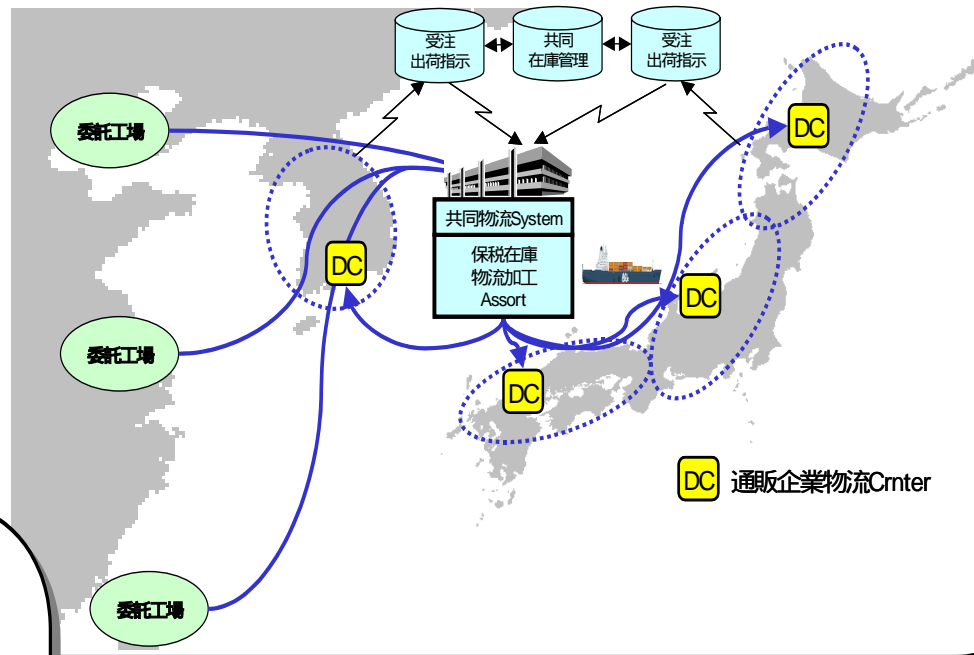 受注
出荷指示
共同
在庫管理
受注
出荷指示
委託工場
DC
共同物流System
保税在庫
物流加工
Assort
DC
DC
委託工場
DC
DC 通販企業物流Crnter
委託工場